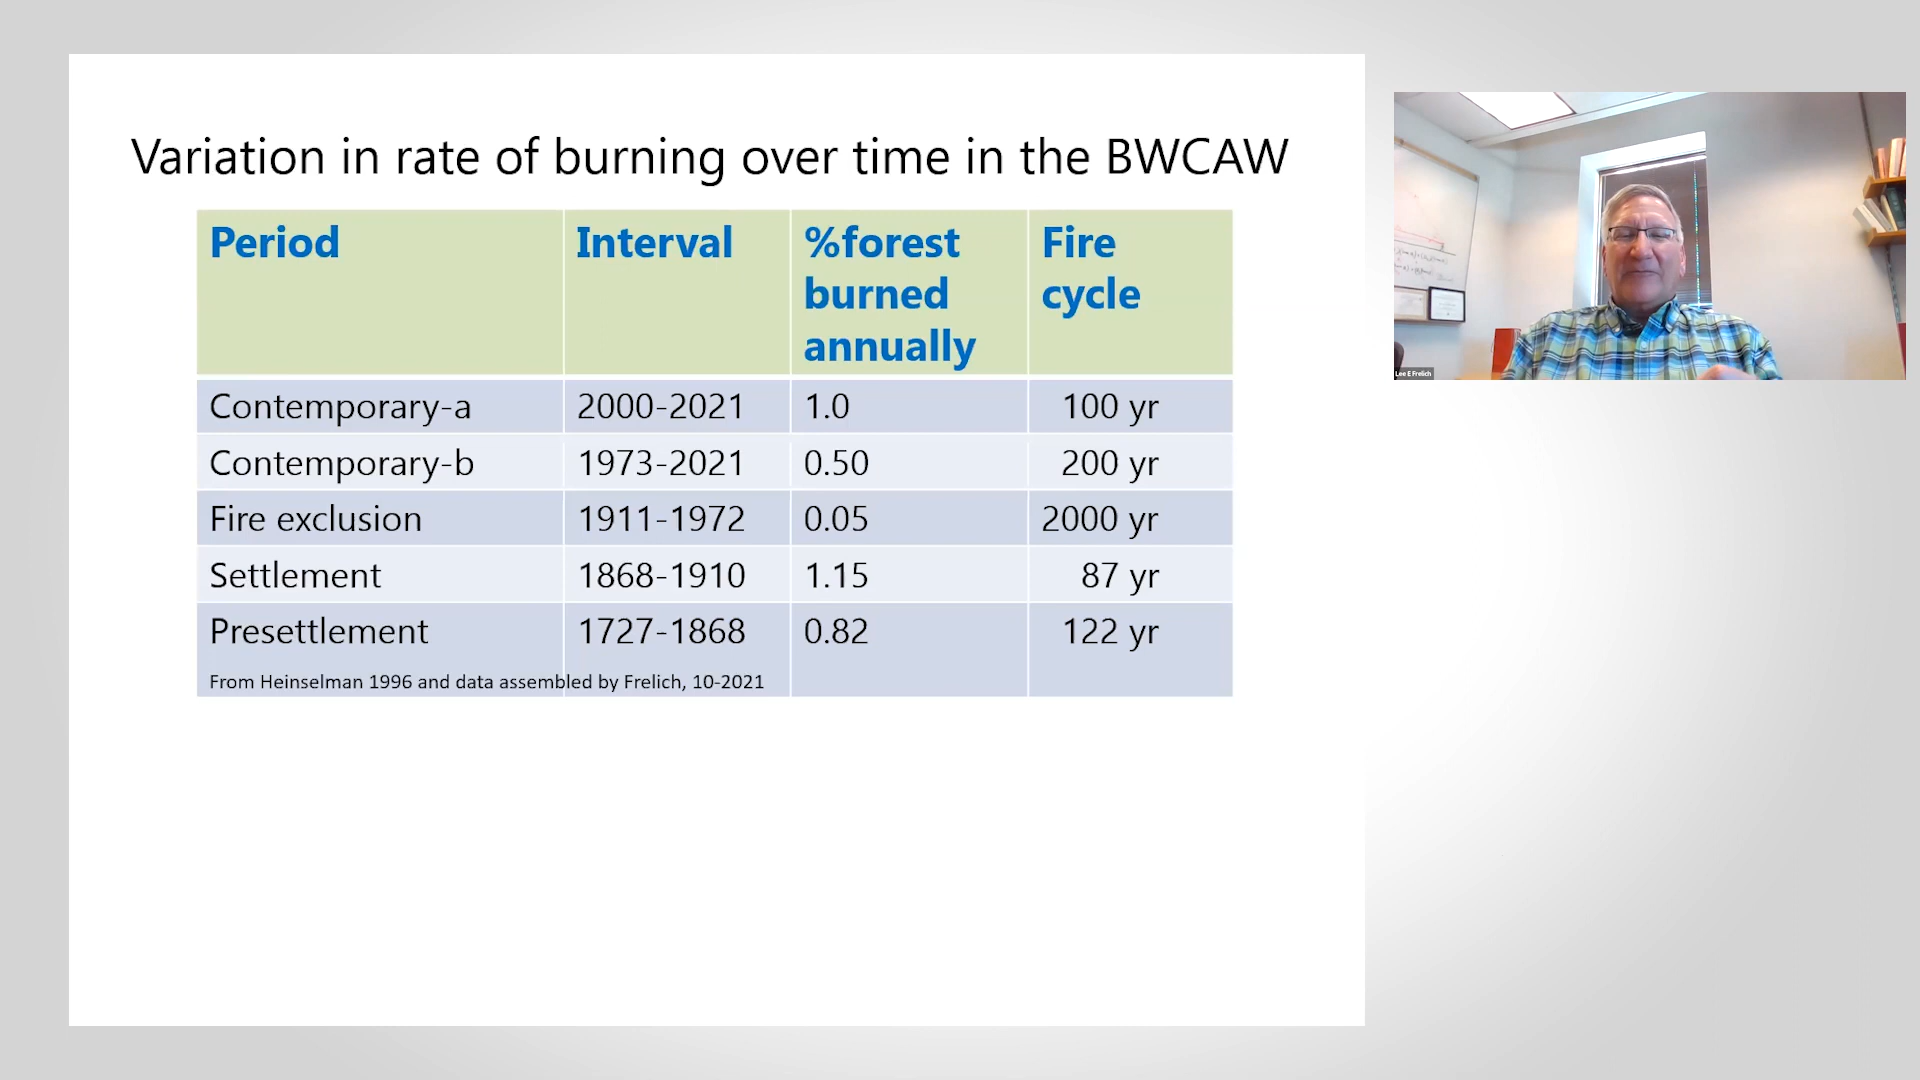 Variation in rate of burning over time in the BWCAW
Period Interval %forest burned annually Fire cycle
Contemporary-a 2000-2021 1.0 100 yr
Contemporary-b 1973-2021 0.50 200 yr
Fire exclusion 1911-1972 0.05 2000 yr
Settlement 1868-1910 1.15 87 yr
Presettlement 1727-1868 0.82 122 yr
From Heinselman 1996 and data assembled by Frelich, 10-2021
Lee E Frelich